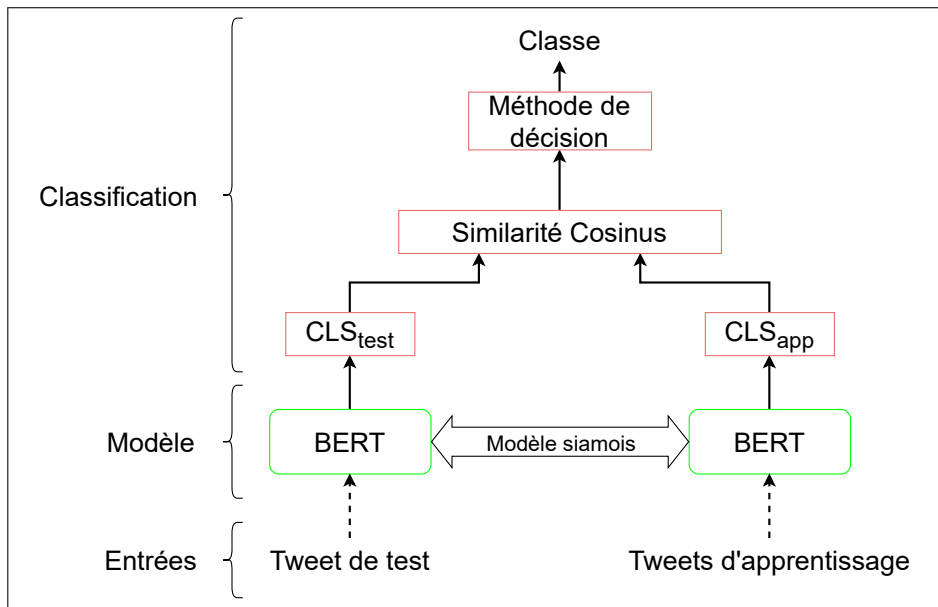 Classe
Méthode de
décision
Classification
Similarité Cosinus
CLStest
CLSapp
Modèle
BERT
Modèle siamois
BERT
Entrées
Tweet de test
Tweets d'apprentissage